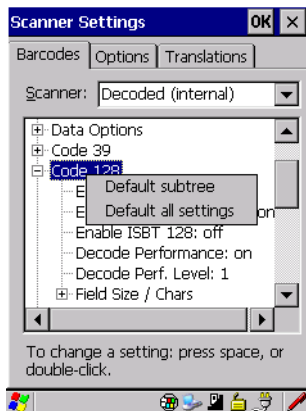 Scanner Settings OK ×
Barcodes Options Translations
Scanner: Decoded (internal)
Data Options
Code 39
Code 128
E
Default subtree
E on
Default all settings
Enable ISBT 128: off
Decode Performance: on
Decode Perf. Level: 1
Field Size / Chars
To change a setting: press space, or
double-click.